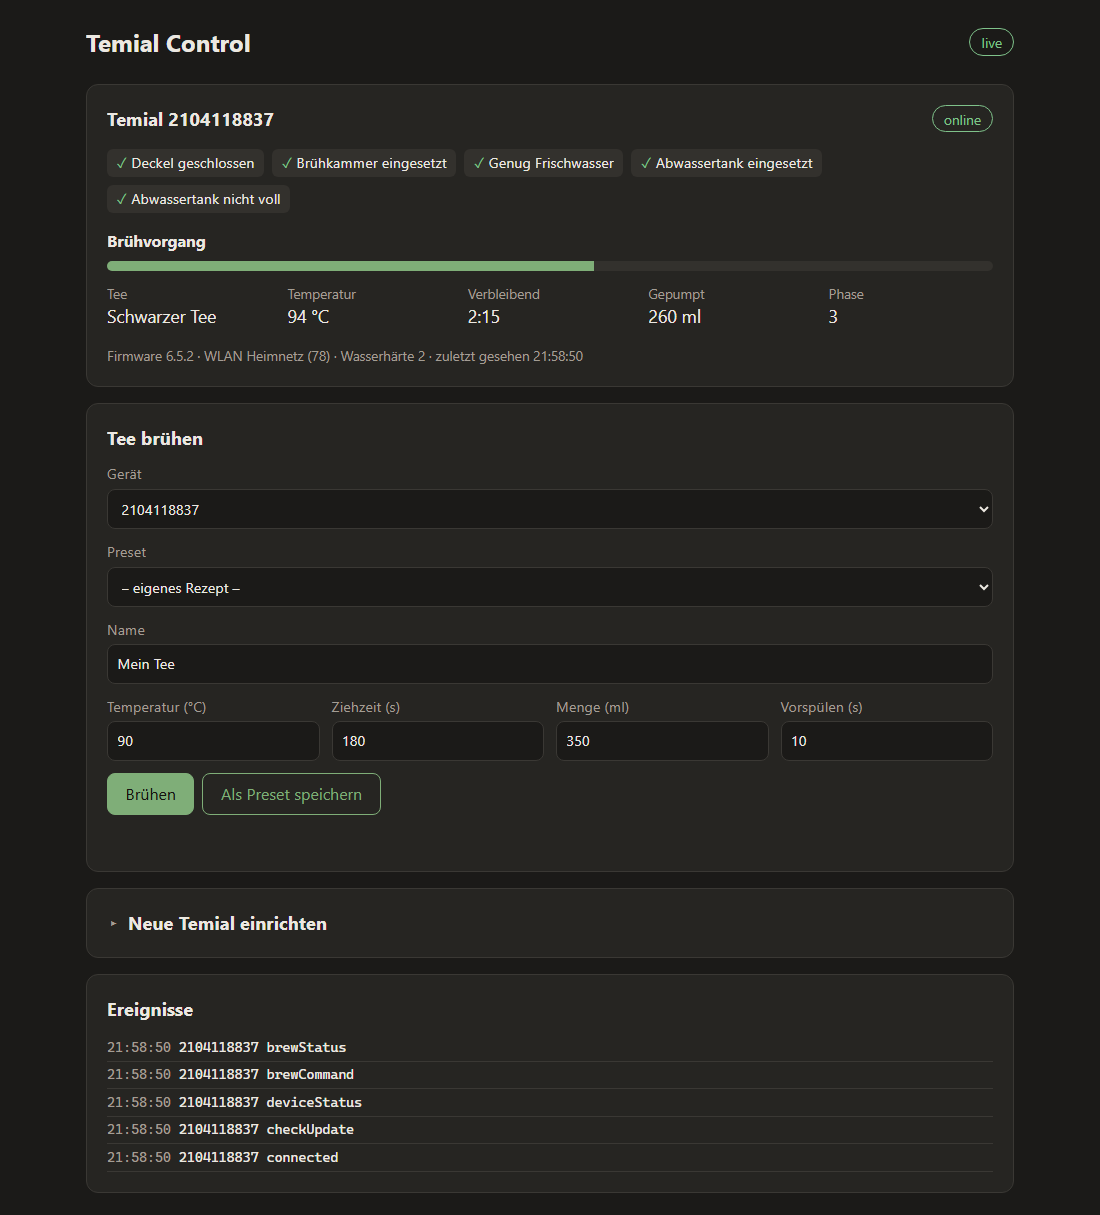 Temial Control
live
Temial 2104118837
online
✓ Deckel geschlossen ✓ Brühkammer eingesetzt ✓ Genug Frischwasser ✓ Abwassertank eingesetzt
✓ Abwassertank nicht voll
Brühvorgang
Tee Temperatur Verbleibend Gepumpt Phase
Schwarzer Tee 94 °C 2:15 260 ml 3
Firmware 6.5.2 · WLAN Heimnetz (78) · Wasserhärte 2 · zuletzt gesehen 21:58:50
Tee brühen
Gerät
2104118837
Preset
– eigenes Rezept –
Name
Mein Tee
Temperatur (°C) Ziehzeit (s) Menge (ml) Vorspülen (s)
90 180 350 10
Brühen Als Preset speichern
▸ Neue Temial einrichten
Ereignisse
21:58:50 2104118837 brewStatus
21:58:50 2104118837 brewCommand
21:58:50 2104118837 deviceStatus
21:58:50 2104118837 checkUpdate
21:58:50 2104118837 connected